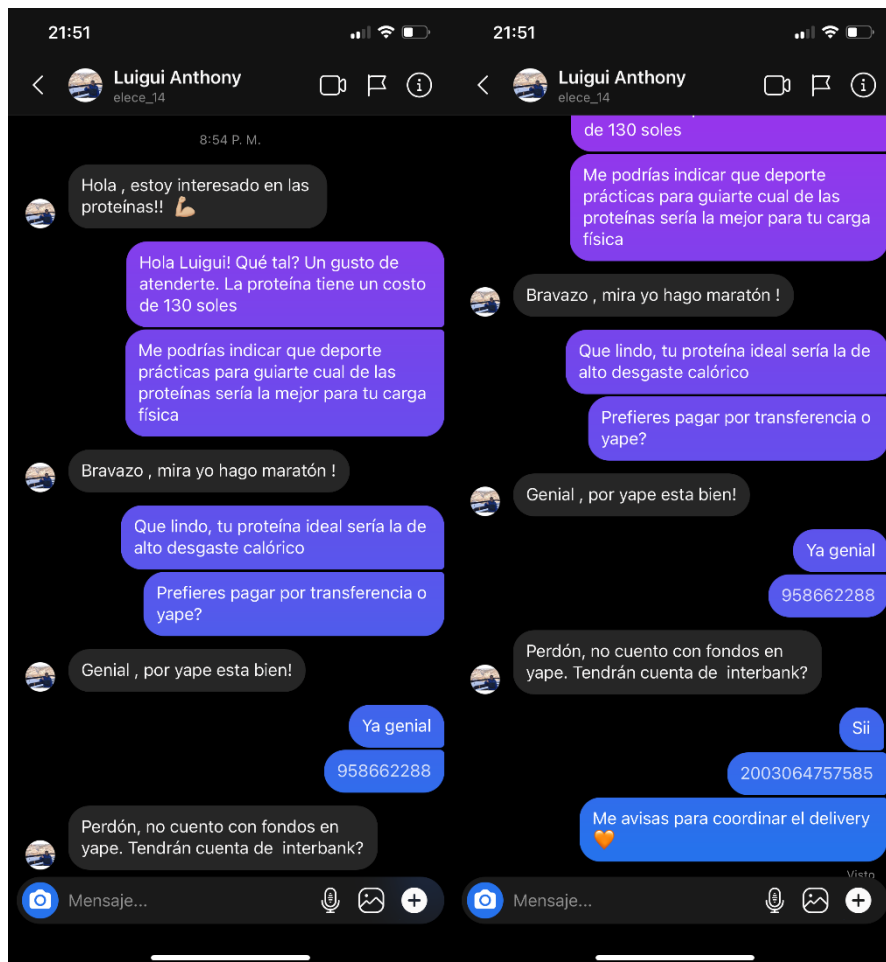 21:51
Luigui Anthony
elece_14
8:54 P. M.
Hola , estoy interesado en las
proteínas!! 💪🏼
Hola Luigui! Qué tal? Un gusto de
atenderte. La proteína tiene un costo
de 130 soles
Me podrías indicar que deporte
prácticas para guiarte cual de las
proteínas sería la mejor para tu carga
física
Bravazo , mira yo hago maratón !
Que lindo, tu proteína ideal sería la de
alto desgaste calórico
Prefieres pagar por transferencia o
yape?
Genial , por yape esta bien!
Ya genial
958662288
Perdón, no cuento con fondos en
yape. Tendrán cuenta de  interbank?
Mensaje...
21:51
Luigui Anthony
elece_14
de 130 soles
Me podrías indicar que deporte
prácticas para guiarte cual de las
proteínas sería la mejor para tu carga
física
Bravazo , mira yo hago maratón !
Que lindo, tu proteína ideal sería la de
alto desgaste calórico
Prefieres pagar por transferencia o
yape?
Genial , por yape esta bien!
Ya genial
958662288
Perdón, no cuento con fondos en
yape. Tendrán cuenta de  interbank?
Sii
2003064757585
Me avisas para coordinar el delivery
🧡
Visto
Mensaje...